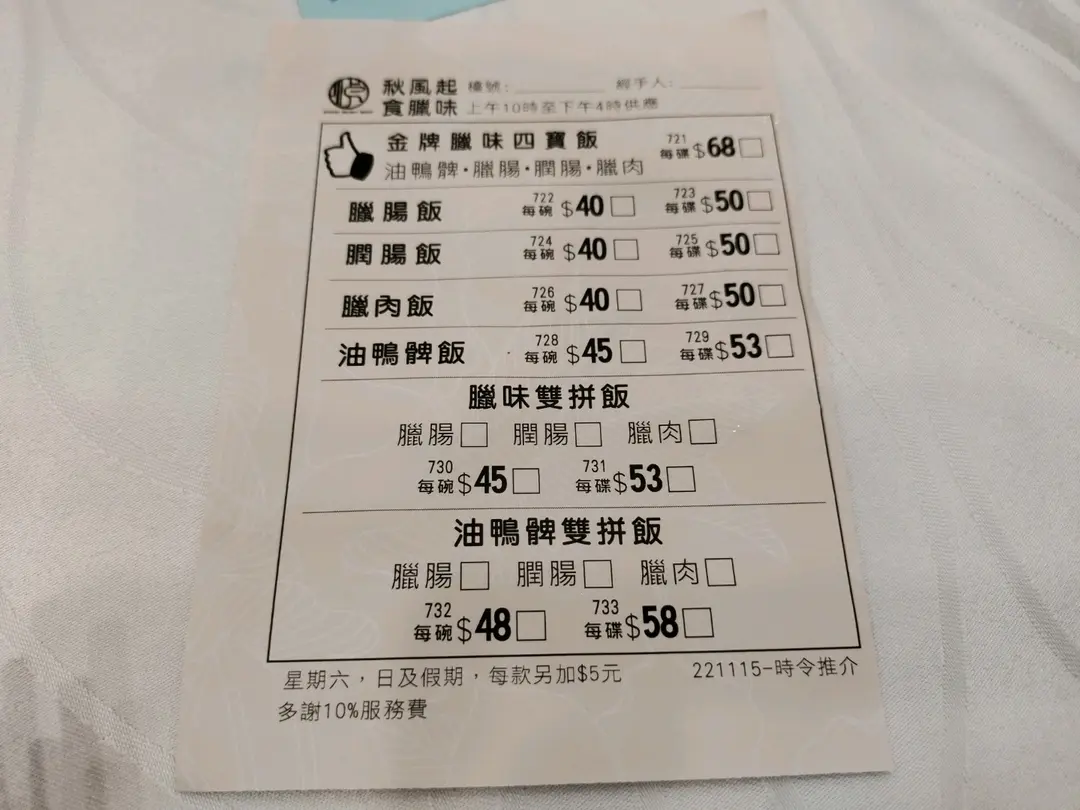 秋風起 檯號:
經手人:
食臘味 上午10時至下午4時供應
金牌臘味四寶飯 721 每碟 $68
油鴨髀·臘腸·膶腸·臘肉
臘腸飯 722 每碗 $40 723 每碟 $50
膶腸飯 724 每碗 $40 725 每碟 $50
臘肉飯 726 每碗 $40 727 每碟 $50
油鴨髀飯 728 每碗 $45 729 每碟 $53
臘味雙拼飯
臘腸 膶腸 臘肉
730 每碗 $45 731 每碟 $53
油鴨髀雙拼飯
臘腸 膶腸 臘肉
732 每碗 $48 733 每碟 $58
星期六,日及假期,每款另加$5元 221115-時令推介
多謝10%服務費